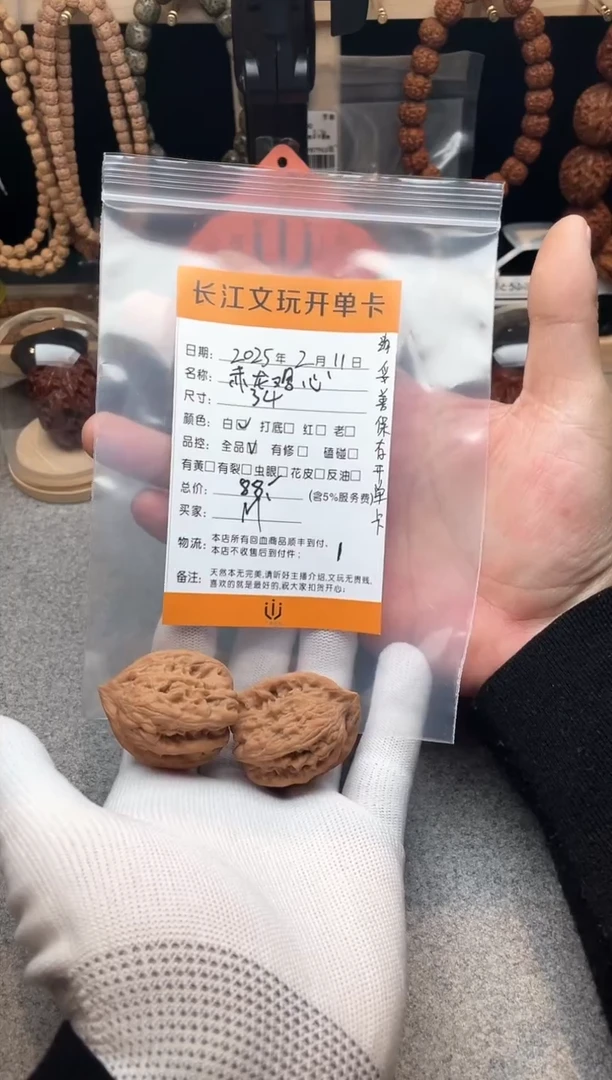 长江文玩开单卡
日期: 2025年 2月 11日
名称: 赤龙鸡心
尺寸: 34
颜色: 白☑ 打底□ 红□ 老□
品控: 全品☑ 有修□ 磕碰□
有黄□有裂□虫眼□花皮□反油□
总价: 88 (含5%服务费)
买家: M
物流: 本店所有回血商品顺丰到付、
本店不收售后到付件; 1
备注: 天然本无完美,请听好主播介绍,文玩无贵贱,
喜欢的就是最好的,祝大家扣货开心;
妥善保存开单卡